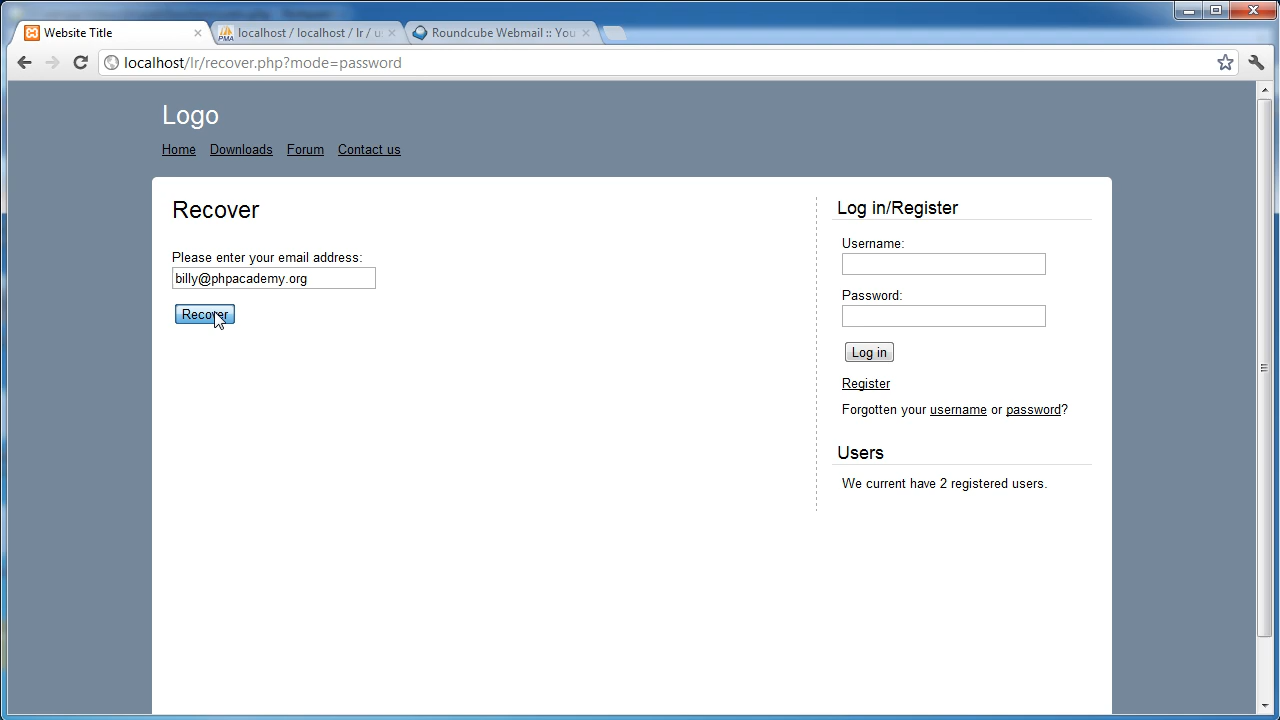 Website Title
localhost / localhost / lr / u
Roundcube Webmail :: You
localhost/lr/recover.php?mode=password
Logo
Home Downloads Forum Contact us
Recover
Please enter your email address:
billy@phpacademy.org
Recover
Log in/Register
Username:
Password:
Log in
Register
Forgotten your username or password?
Users
We current have 2 registered users.